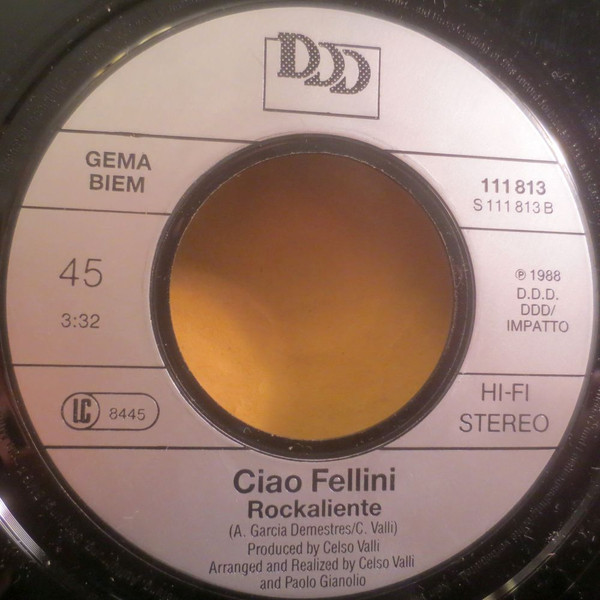 DDD
GEMA
BIEM
111 813
S 111 813 B
45
3:32
℗ 1988
D.D.D.
DDD/
IMPATTO
LC 8445
HI-FI
STEREO
Ciao Fellini
Rockaliente
(A. Garcia Demestres/C. Valli)
Produced by Celso Valli
Arranged and Realized by Celso Valli
and Paolo Gianolio